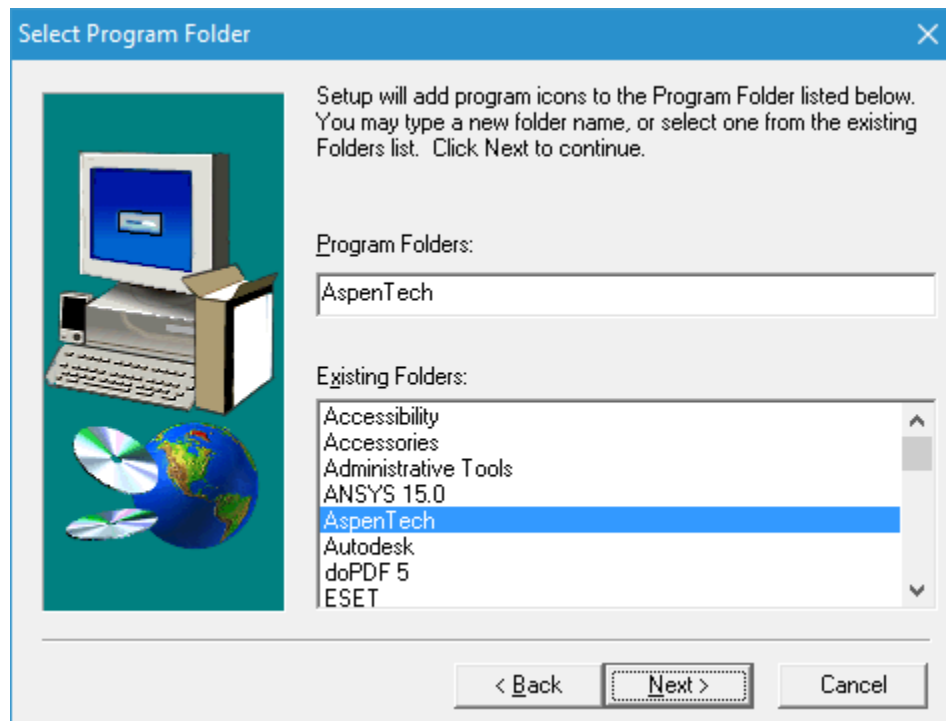 Select Program Folder
Setup will add program icons to the Program Folder listed below.
You may type a new folder name, or select one from the existing
Folders list.  Click Next to continue.
Program Folders:
AspenTech
Existing Folders:
Accessibility
Accessories
Administrative Tools
ANSYS 15.0
AspenTech
Autodesk
doPDF 5
ESET
< Back
Next >
Cancel